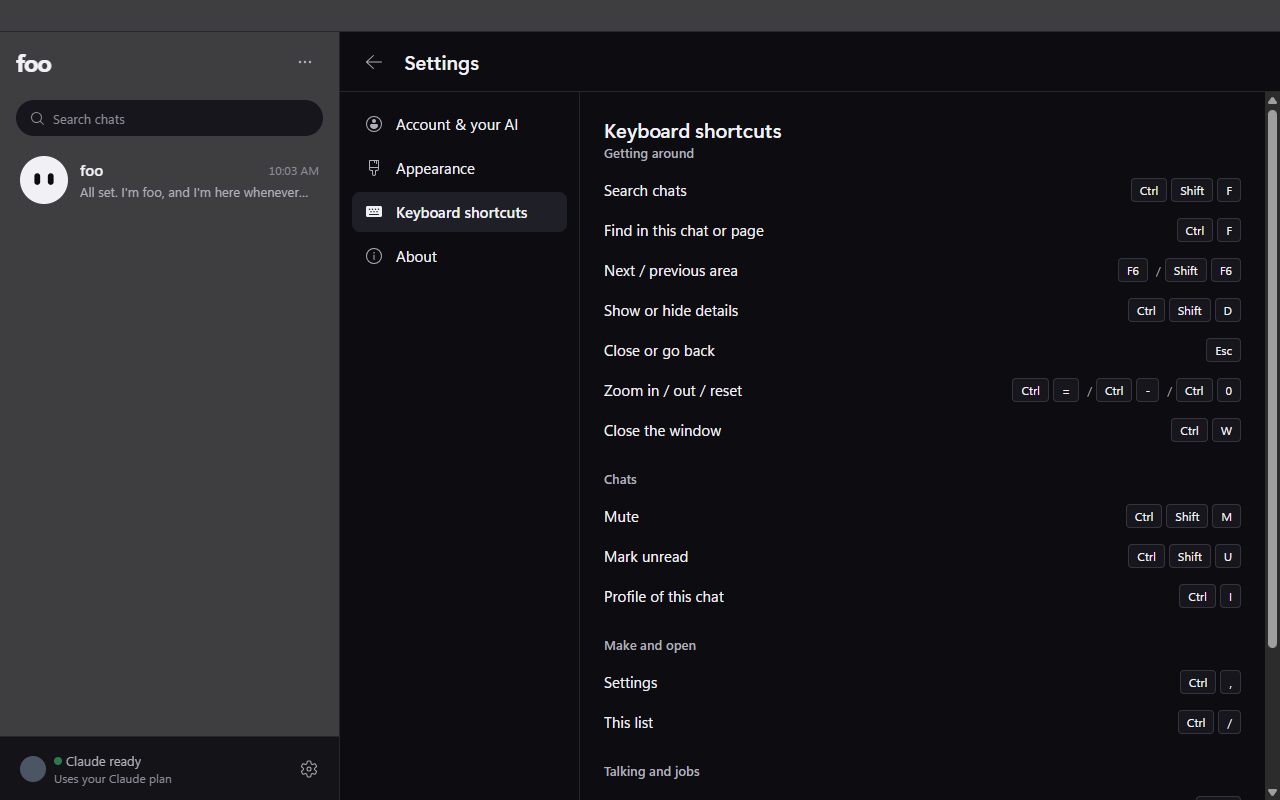 foo
...
Search chats
foo
10:03 AM
All set. I'm foo, and I'm here whenever...
Claude ready
Uses your Claude plan
Settings
Account & your AI
Appearance
Keyboard shortcuts
About
Keyboard shortcuts
Getting around
Search chats Ctrl Shift F
Find in this chat or page Ctrl F
Next / previous area F6 / Shift F6
Show or hide details Ctrl Shift D
Close or go back Esc
Zoom in / out / reset Ctrl = / Ctrl - / Ctrl 0
Close the window Ctrl W
Chats
Mute Ctrl Shift M
Mark unread Ctrl Shift U
Profile of this chat Ctrl I
Make and open
Settings Ctrl ,
This list Ctrl /
Talking and jobs